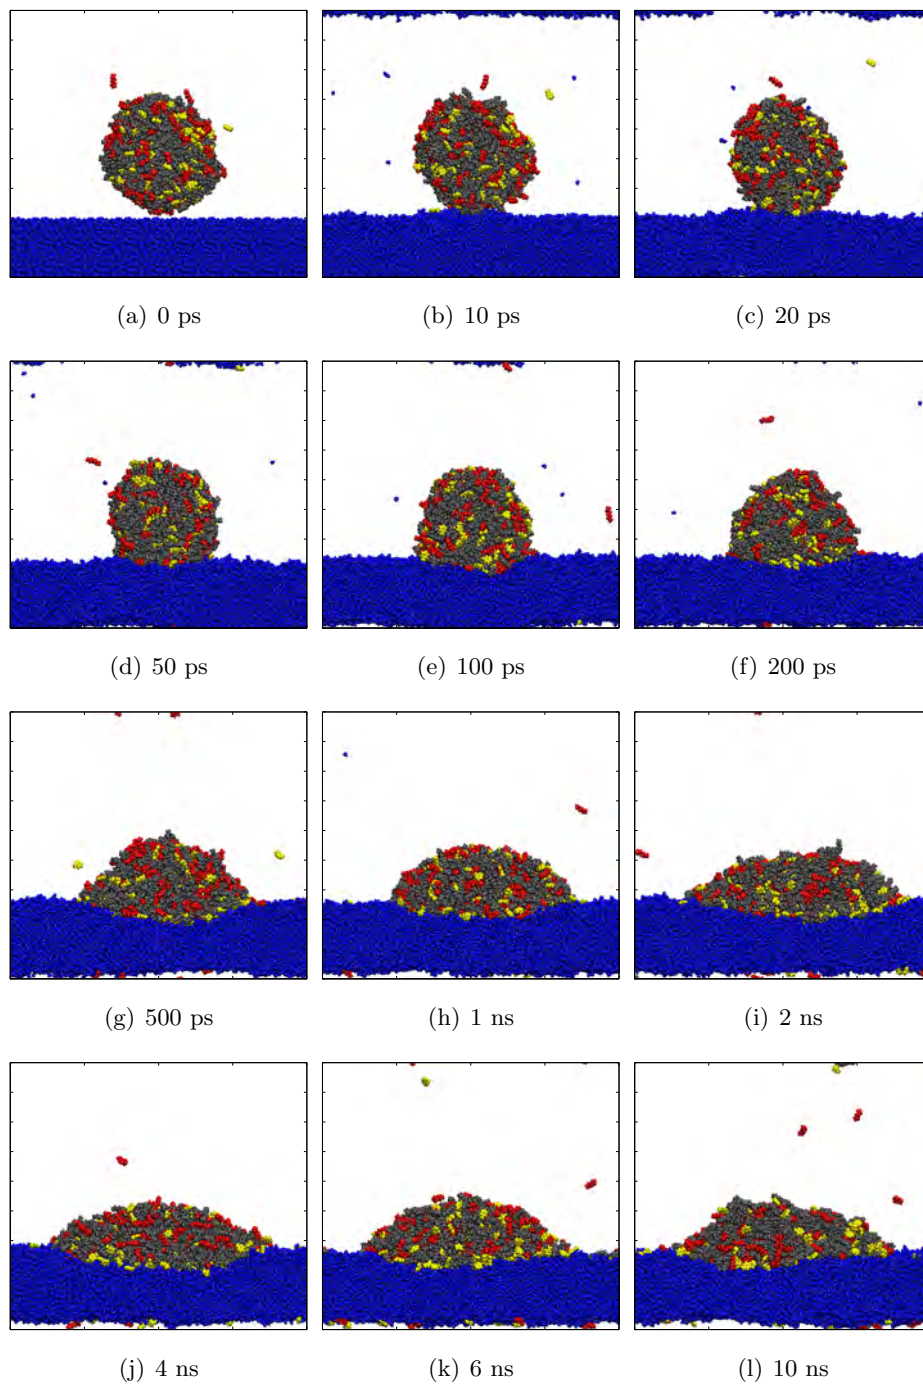 (a) 0 ps
(b) 10 ps
(c) 20 ps
(d) 50 ps
(e) 100 ps
(f) 200 ps
(g) 500 ps
(h) 1 ns
(i) 2 ns
(j) 4 ns
(k) 6 ns
(l) 10 ns